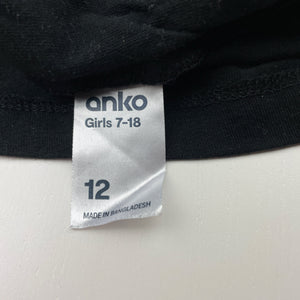 anko
Girls 7-18
12
MADE IN BANGLADESH